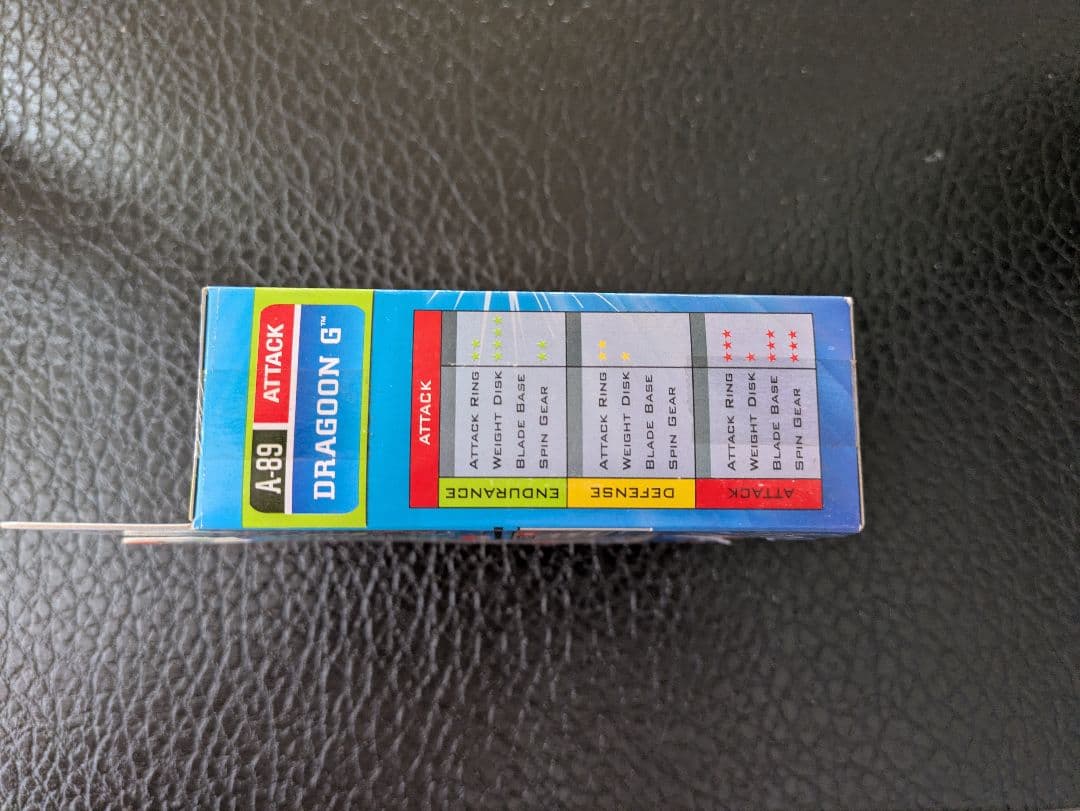 A-89 ATTACK
DRAGOON G™
ATTACK
ENDURANCE
ATTACK RING
WEIGHT DISK
BLADE BASE
SPIN GEAR
DEFENSE
ATTACK RING
WEIGHT DISK
BLADE BASE
SPIN GEAR
ATTACK
ATTACK RING
WEIGHT DISK
BLADE BASE
SPIN GEAR